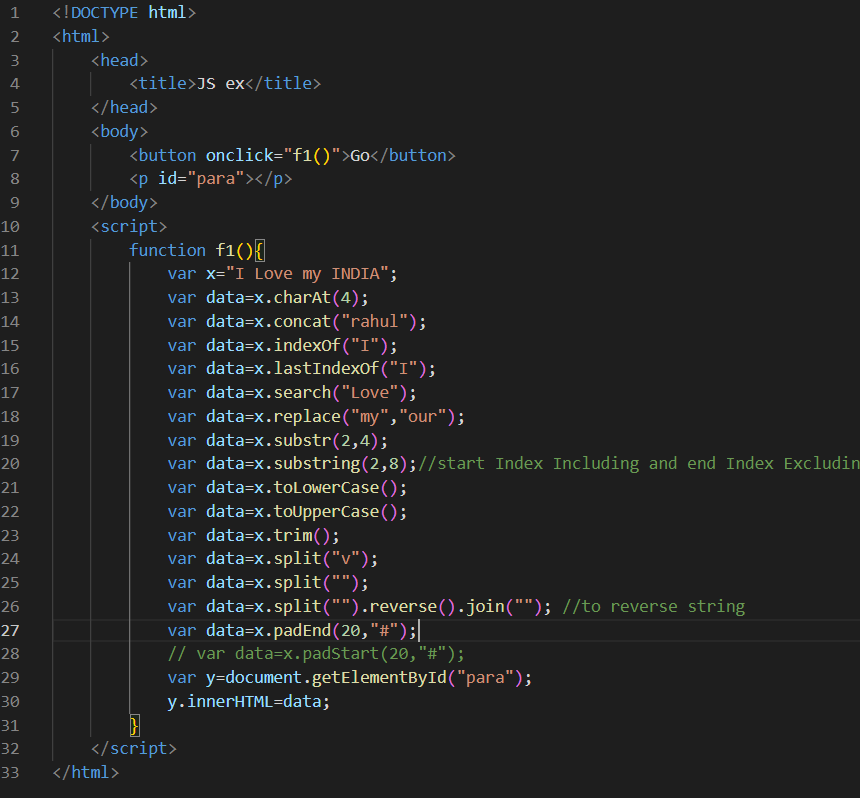 1 <!DOCTYPE html>
2 <html>
3     <head>
4         <title>JS ex</title>
5     </head>
6     <body>
7         <button onclick="f1()">Go</button>
8         <p id="para"></p>
9     </body>
10     <script>
11         function f1(){
12             var x="I Love my INDIA";
13             var data=x.charAt(4);
14             var data=x.concat("rahul");
15             var data=x.indexOf("I");
16             var data=x.lastIndexOf("I");
17             var data=x.search("Love");
18             var data=x.replace("my","our");
19             var data=x.substr(2,4);
20             var data=x.substring(2,8);//start Index Including and end Index Excludin
21             var data=x.toLowerCase();
22             var data=x.toUpperCase();
23             var data=x.trim();
24             var data=x.split("v");
25             var data=x.split("");
26             var data=x.split("").reverse().join(""); //to reverse string
27             var data=x.padEnd(20,"#");
28             // var data=x.padStart(20,"#");
29             var y=document.getElementById("para");
30             y.innerHTML=data;
31         }
32     </script>
33 </html>